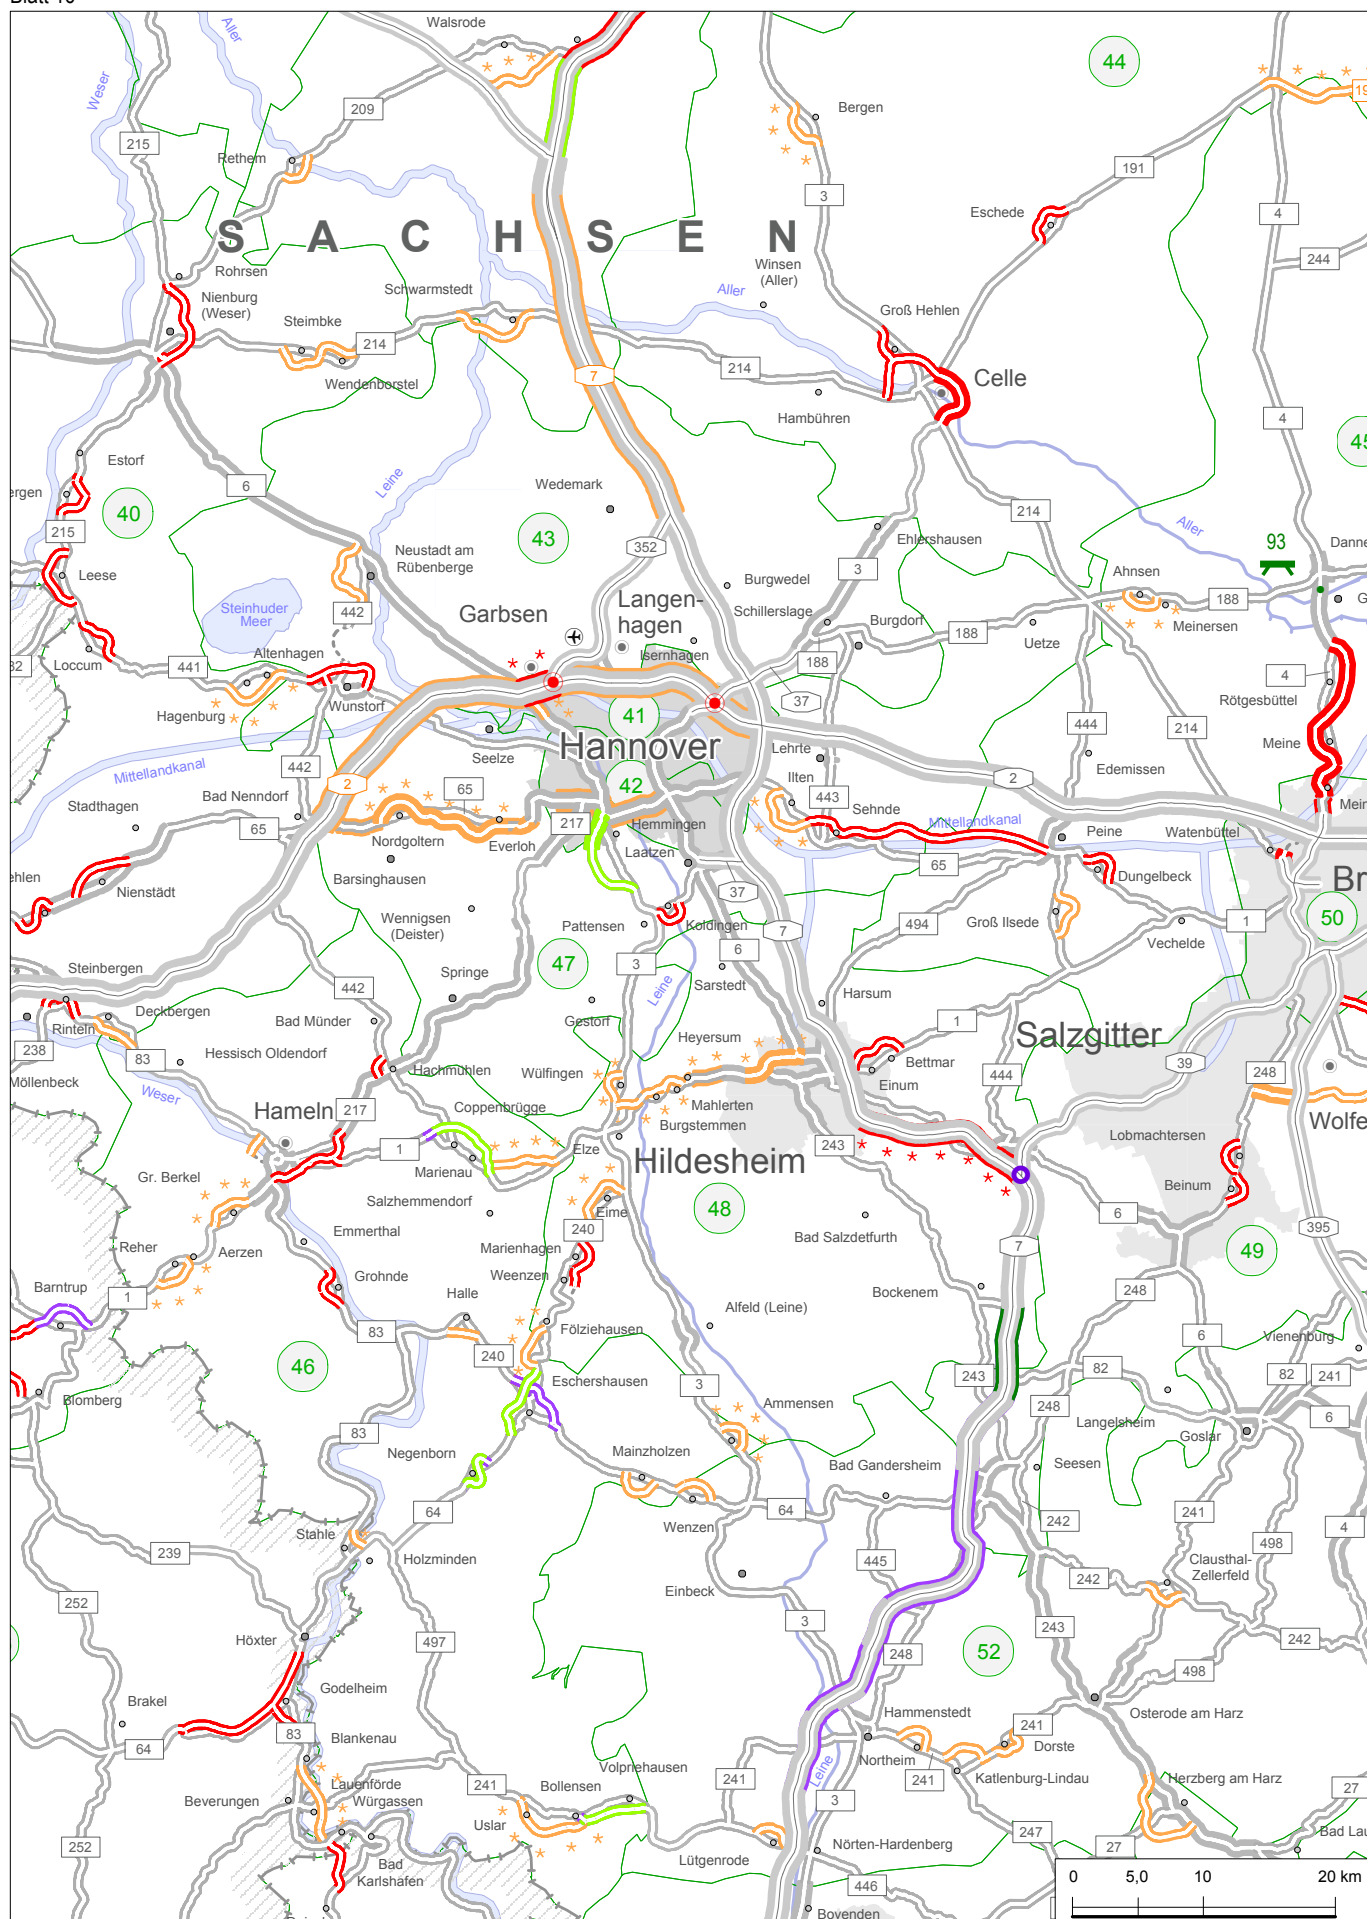 Walsrode
Aller
Weser
44
Bergen
209
215
Rethem
191
3
4
Eschede
SACHSEN
244
Rohrsen
Winsen
(Aller)
Nienburg
(Weser)
Schwarmstedt
Aller
Groß Hehlen
Steimbke
214
214
7
Wendenborstel
Celle
Hambühren
4
45
Estorf
Leine
Wedemark
6
40
214
215
43
Ehlershausen
Aller
352
93
Neustadt am
Rübenberge
Leese
Burgwedel
3
Ahnsen
Steinhuder
Meer
442
Garbsen
Langen-
hagen
Schillerslage
Burgdorf
188
Meinersen
188
Uetze
Altenhagen
Isernhagen
Loccum
441
188
4
37
Rötgesbüttel
Hagenburg
Wunstorf
41
444
214
Seelze
Hannover
Lehrte
Meine
Mittellandkanal
442
2
42
Ilten
2
Edemissen
Stadthagen
Bad Nenndorf
65
443
Sehnde
Mittellandkanal
65
217
Hemmingen
Peine
Watenbüttel
Nordgoltern
Everloh
Laatzen
65
Nienstädt
Barsinghausen
37
Dungelbeck
Wennigsen
(Deister)
Pattensen
Koldingen
494
Groß Ilsede
1
50
7
6
Vechelde
Steinbergen
47
3
Springe
Sarstedt
442
Leine
Harsum
Deckbergen
Bad Münder
Gestorf
Rinteln
Heyersum
1
Salzgitter
238
83
Hessisch Oldendorf
Bettmar
39
Möllenbeck
Hachmühlen
Wülfingen
Einum
444
248
Weser
Hameln
217
Coppenbrügge
Mahlerten
Burgstemmen
Lobmachtersen
1
Elze
243
Marienau
Hildesheim
Gr. Berkel
Beinum
Salzhemmendorf
Eime
48
6
Emmerthal
240
Bad Salzdetfurth
395
Reher
Aerzen
Marienhagen
7
49
Weenzen
Barntrup
Grohnde
Bockenem
1
Halle
248
Alfeld (Leine)
83
Fölziehausen
6
Vienenburg
46
240
82
243
82
241
Eschershausen
3
Blomberg
Ammensen
248
Langelsheim
6
83
Goslar
Negenborn
Mainzholzen
Bad Gandersheim
Seesen
64
64
241
Wenzen
242
4
Stahle
239
445
498
Holzminden
Clausthal-
Zellerfeld
Einbeck
242
252
3
243
497
242
Höxter
52
248
498
Godelheim
Brakel
Hammenstedt
241
Osterode am Harz
83
64
Blankenau
Northeim
Dorste
Leine
Volpriehausen
241
241
Katlenburg-Lindau
Herzberg am Harz
Lauenförde
241
Bollensen
27
Beverungen
Würgassen
3
Uslar
247
252
Nörten-Hardenberg
27
Bad
Karlshafen
Lütgenrode
446
Bovenden
0
5,0
10
20 km